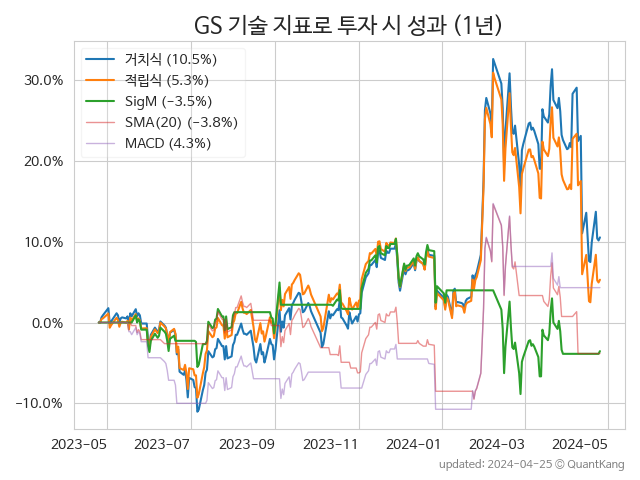 GS 기술 지표로 투자 시 성과 (1년)
거치식 (10.5%)
적립식 (5.3%)
SigM (−3.5%)
SMA(20) (−3.8%)
MACD (4.3%)
30.0%
20.0%
10.0%
0.0%
−10.0%
2023-05 2023-07 2023-09 2023-11 2024-01 2024-03 2024-05
updated: 2024-04-25 © QuantKang